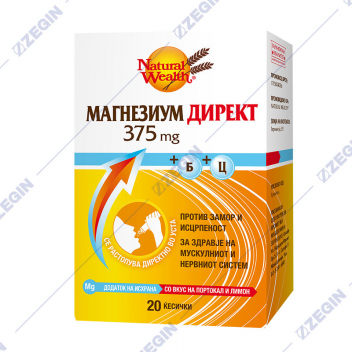 Natural
Wealth
МАГНЕЗИУМ ДИРЕКТ
375 mg
+ Б + Ц
СЕ РАСТОПУВА ДИРЕКТНО ВО УСТА
ПРОТИВ ЗАМОР И
ИСЦРПЕНОСТ
ЗА ЗДРАВЈЕ НА
МУСКУЛНИОТ И
НЕРВНИОТ СИСТЕМ
Mg ДОДАТОК НА ИСХРАНА СО ВКУС НА ПОРТОКАЛ И ЛИМОН
20 КЕСИЧКИ
ZEGIN